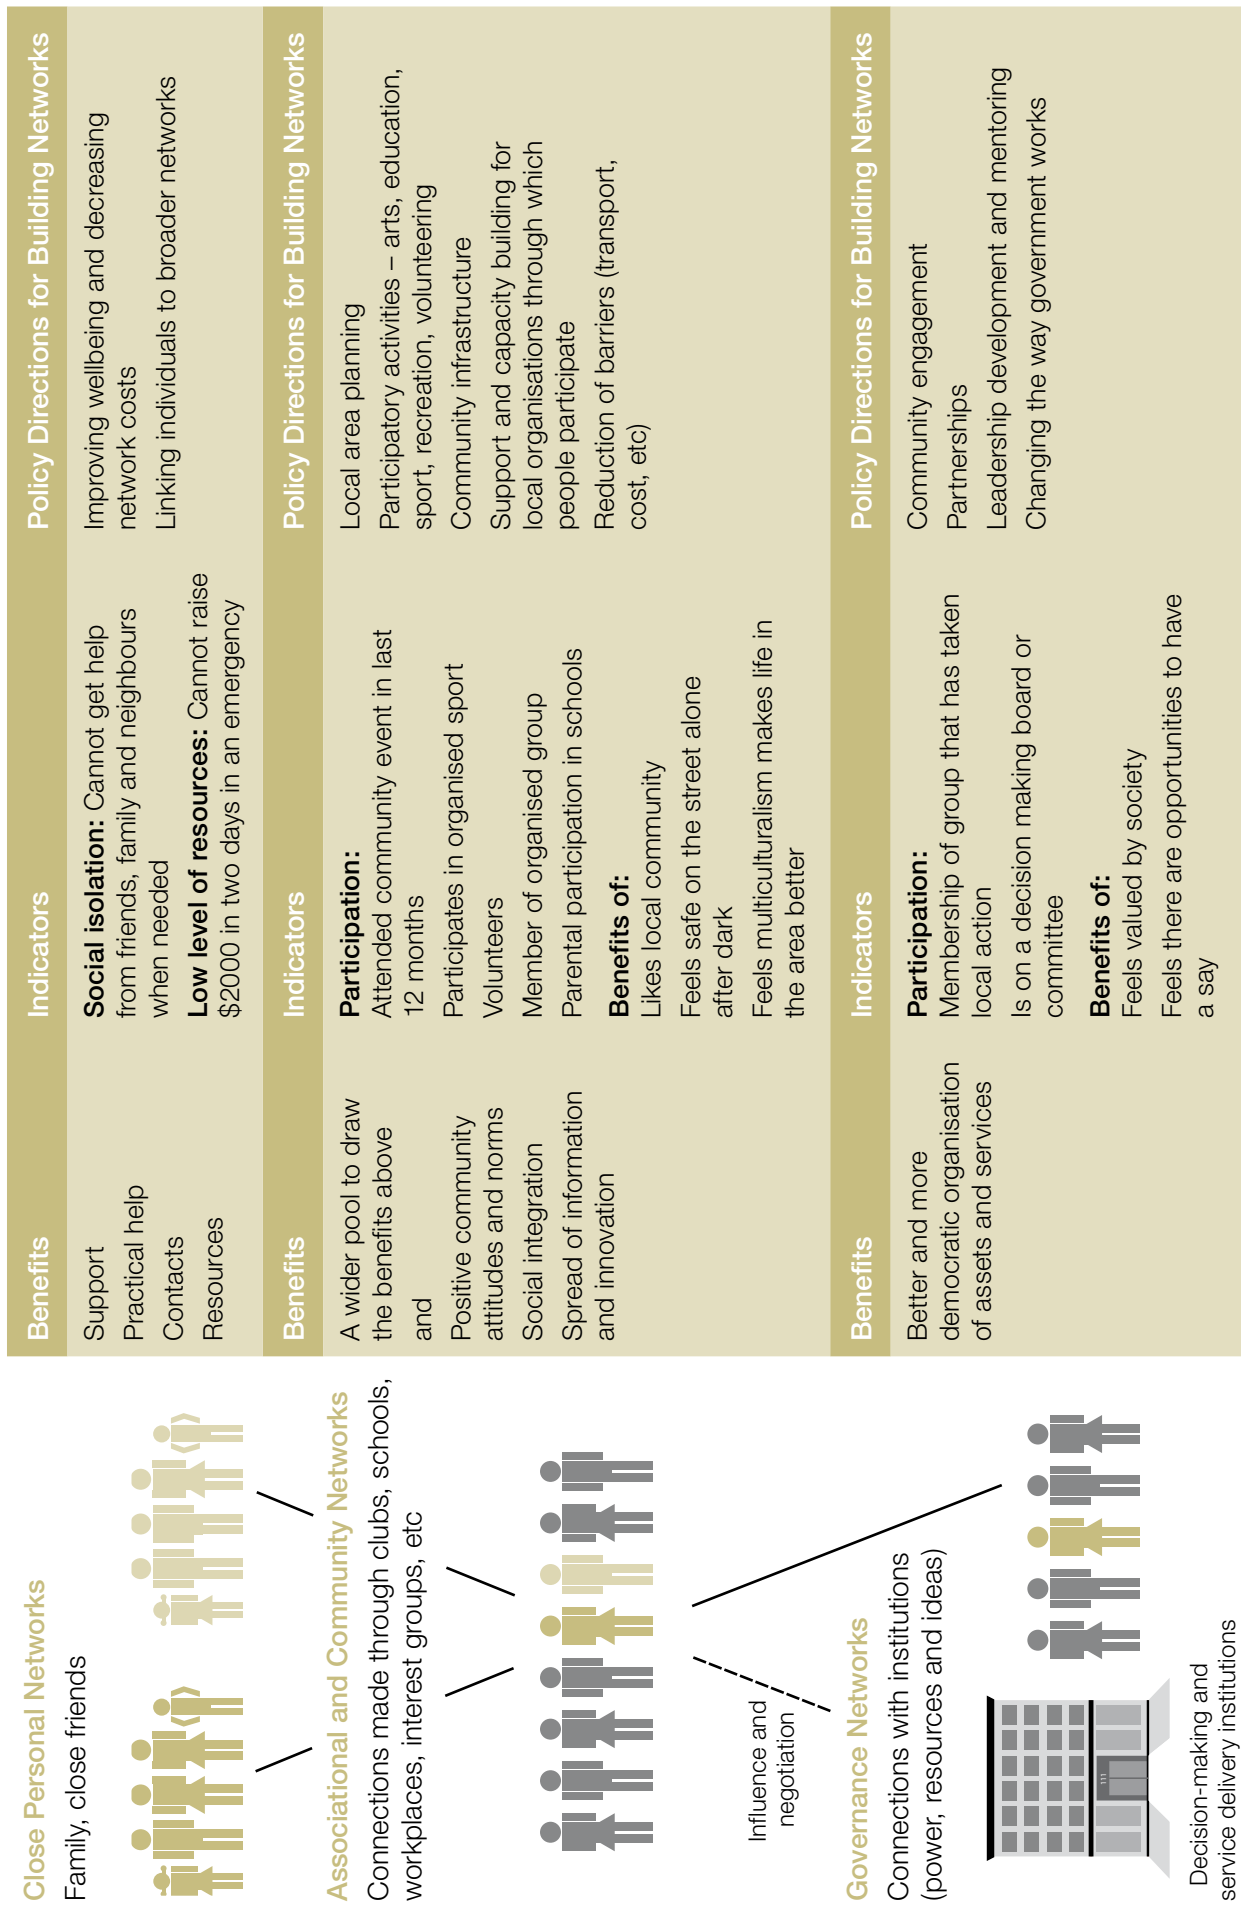 Close Personal Networks
Family, close friends
Benefits
Support
Practical help
Contacts
Resources
Indicators
Social isolation: Cannot get help
from friends, family and neighbours
when needed
Low level of resources: Cannot raise
$2000 in two days in an emergency
Policy Directions for Building Networks
Improving wellbeing and decreasing
network costs
Linking individuals to broader networks
Associational and Community Networks
Connections made through clubs, schools,
workplaces, interest groups, etc
Benefits
A wider pool to draw
the benefits above
and
Positive community
attitudes and norms
Social integration
Spread of information
and innovation
Indicators
Participation:
Attended community event in last
12 months
Participates in organised sport
Volunteers
Member of organised group
Parental participation in schools
Benefits of:
Likes local community
Feels safe on the street alone
after dark
Feels multiculturalism makes life in
the area better
Policy Directions for Building Networks
Local area planning
Participatory activities – arts, education,
sport, recreation, volunteering
Community infrastructure
Support and capacity building for
local organisations through which
people participate
Reduction of barriers (transport,
cost, etc)
Influence and
negotiation
Governance Networks
Connections with institutions
(power, resources and ideas)
111
Decision-making and
service delivery institutions
Benefits
Better and more
democratic organisation
of assets and services
Indicators
Participation:
Membership of group that has taken
local action
Is on a decision making board or
committee
Benefits of:
Feels valued by society
Feels there are opportunities to have
a say
Policy Directions for Building Networks
Community engagement
Partnerships
Leadership development and mentoring
Changing the way government works